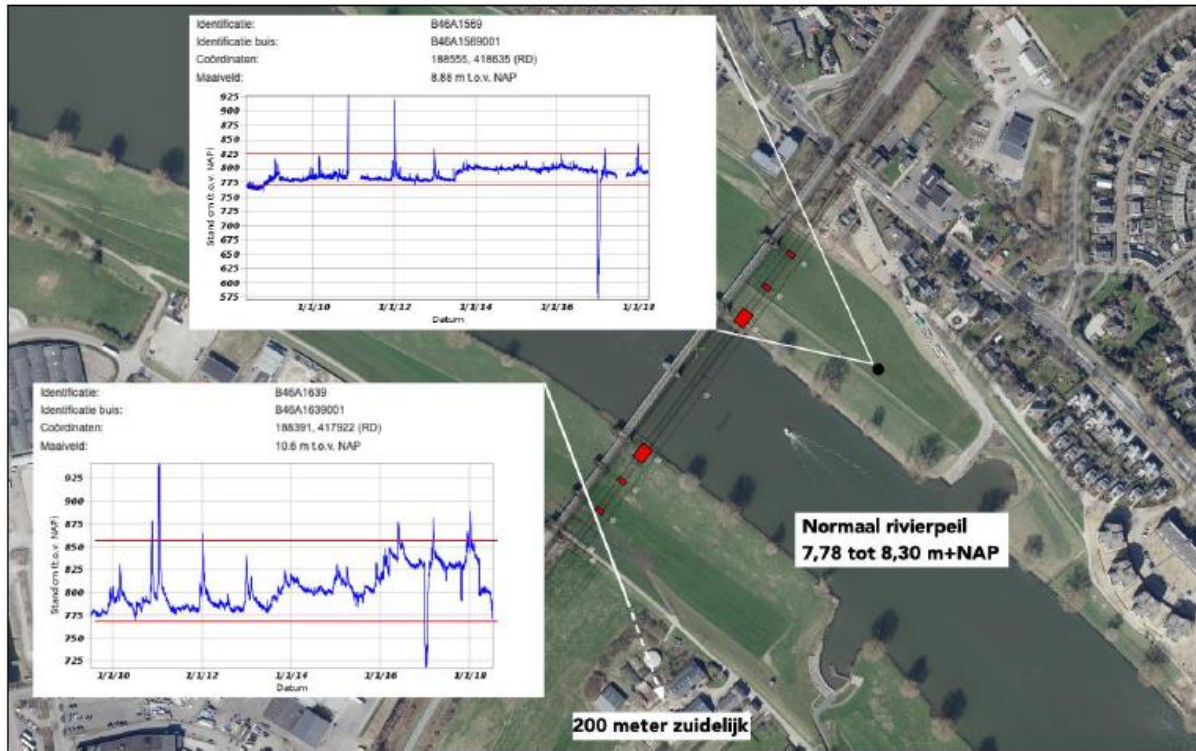 Identificatie: B46A1569
Identificatie buis: B46A1569001
Coördinaten: 188555, 418635 (RD)
Maaiveld: 8.88 m t.o.v. NAP
925
900
875
850
825
800
775
750
725
700
675
650
625
600
575
Stand cm (t.o.v. NAP)
1/1/10 1/1/12 1/1/14 1/1/16 1/1/18
Datum
Identificatie: B46A1639
Identificatie buis: B46A1639001
Coördinaten: 188391, 417922 (RD)
Maaiveld: 10.6 m t.o.v. NAP
925
900
875
850
825
800
775
750
725
Stand cm (t.o.v. NAP)
1/1/10 1/1/12 1/1/14 1/1/16 1/1/18
Datum
Normaal rivierpeil
7,78 tot 8,30 m+NAP
200 meter zuidelijk